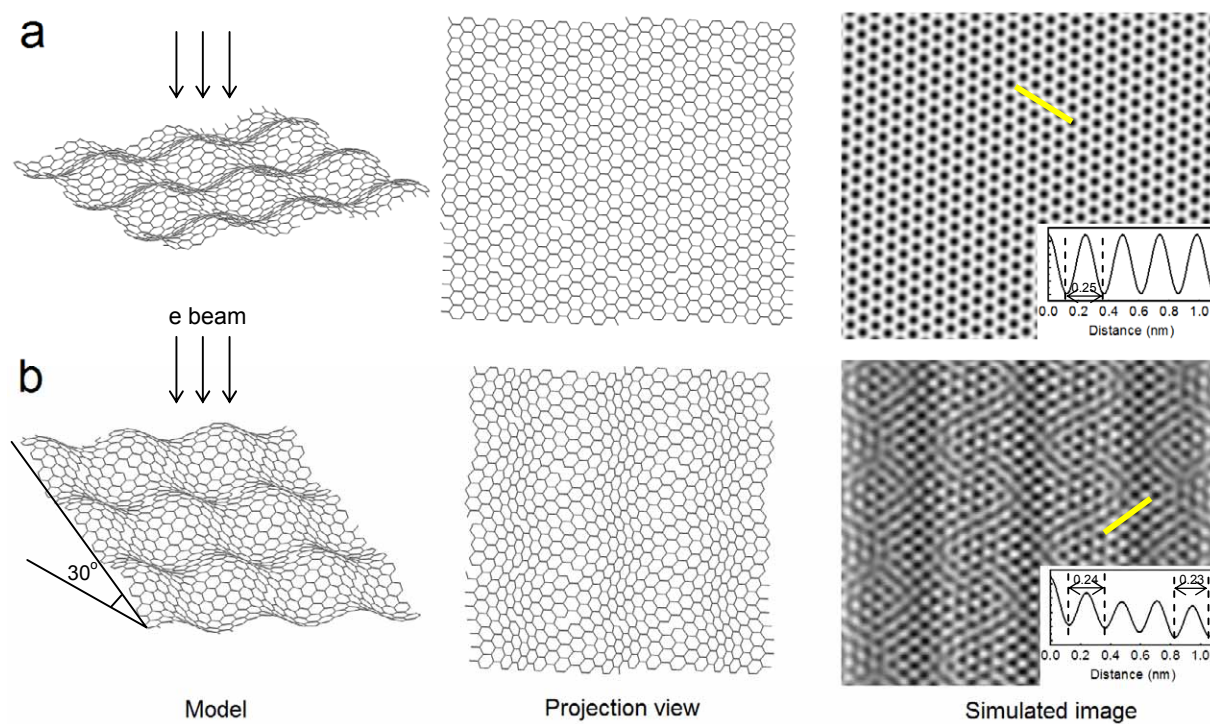 a
0.25
0.0 0.2 0.4 0.6 0.8 1.0
Distance (nm)
e beam
b
30°
0.24 0.23
0.0 0.2 0.4 0.6 0.8 1.0
Distance (nm)
Model Projection view Simulated image